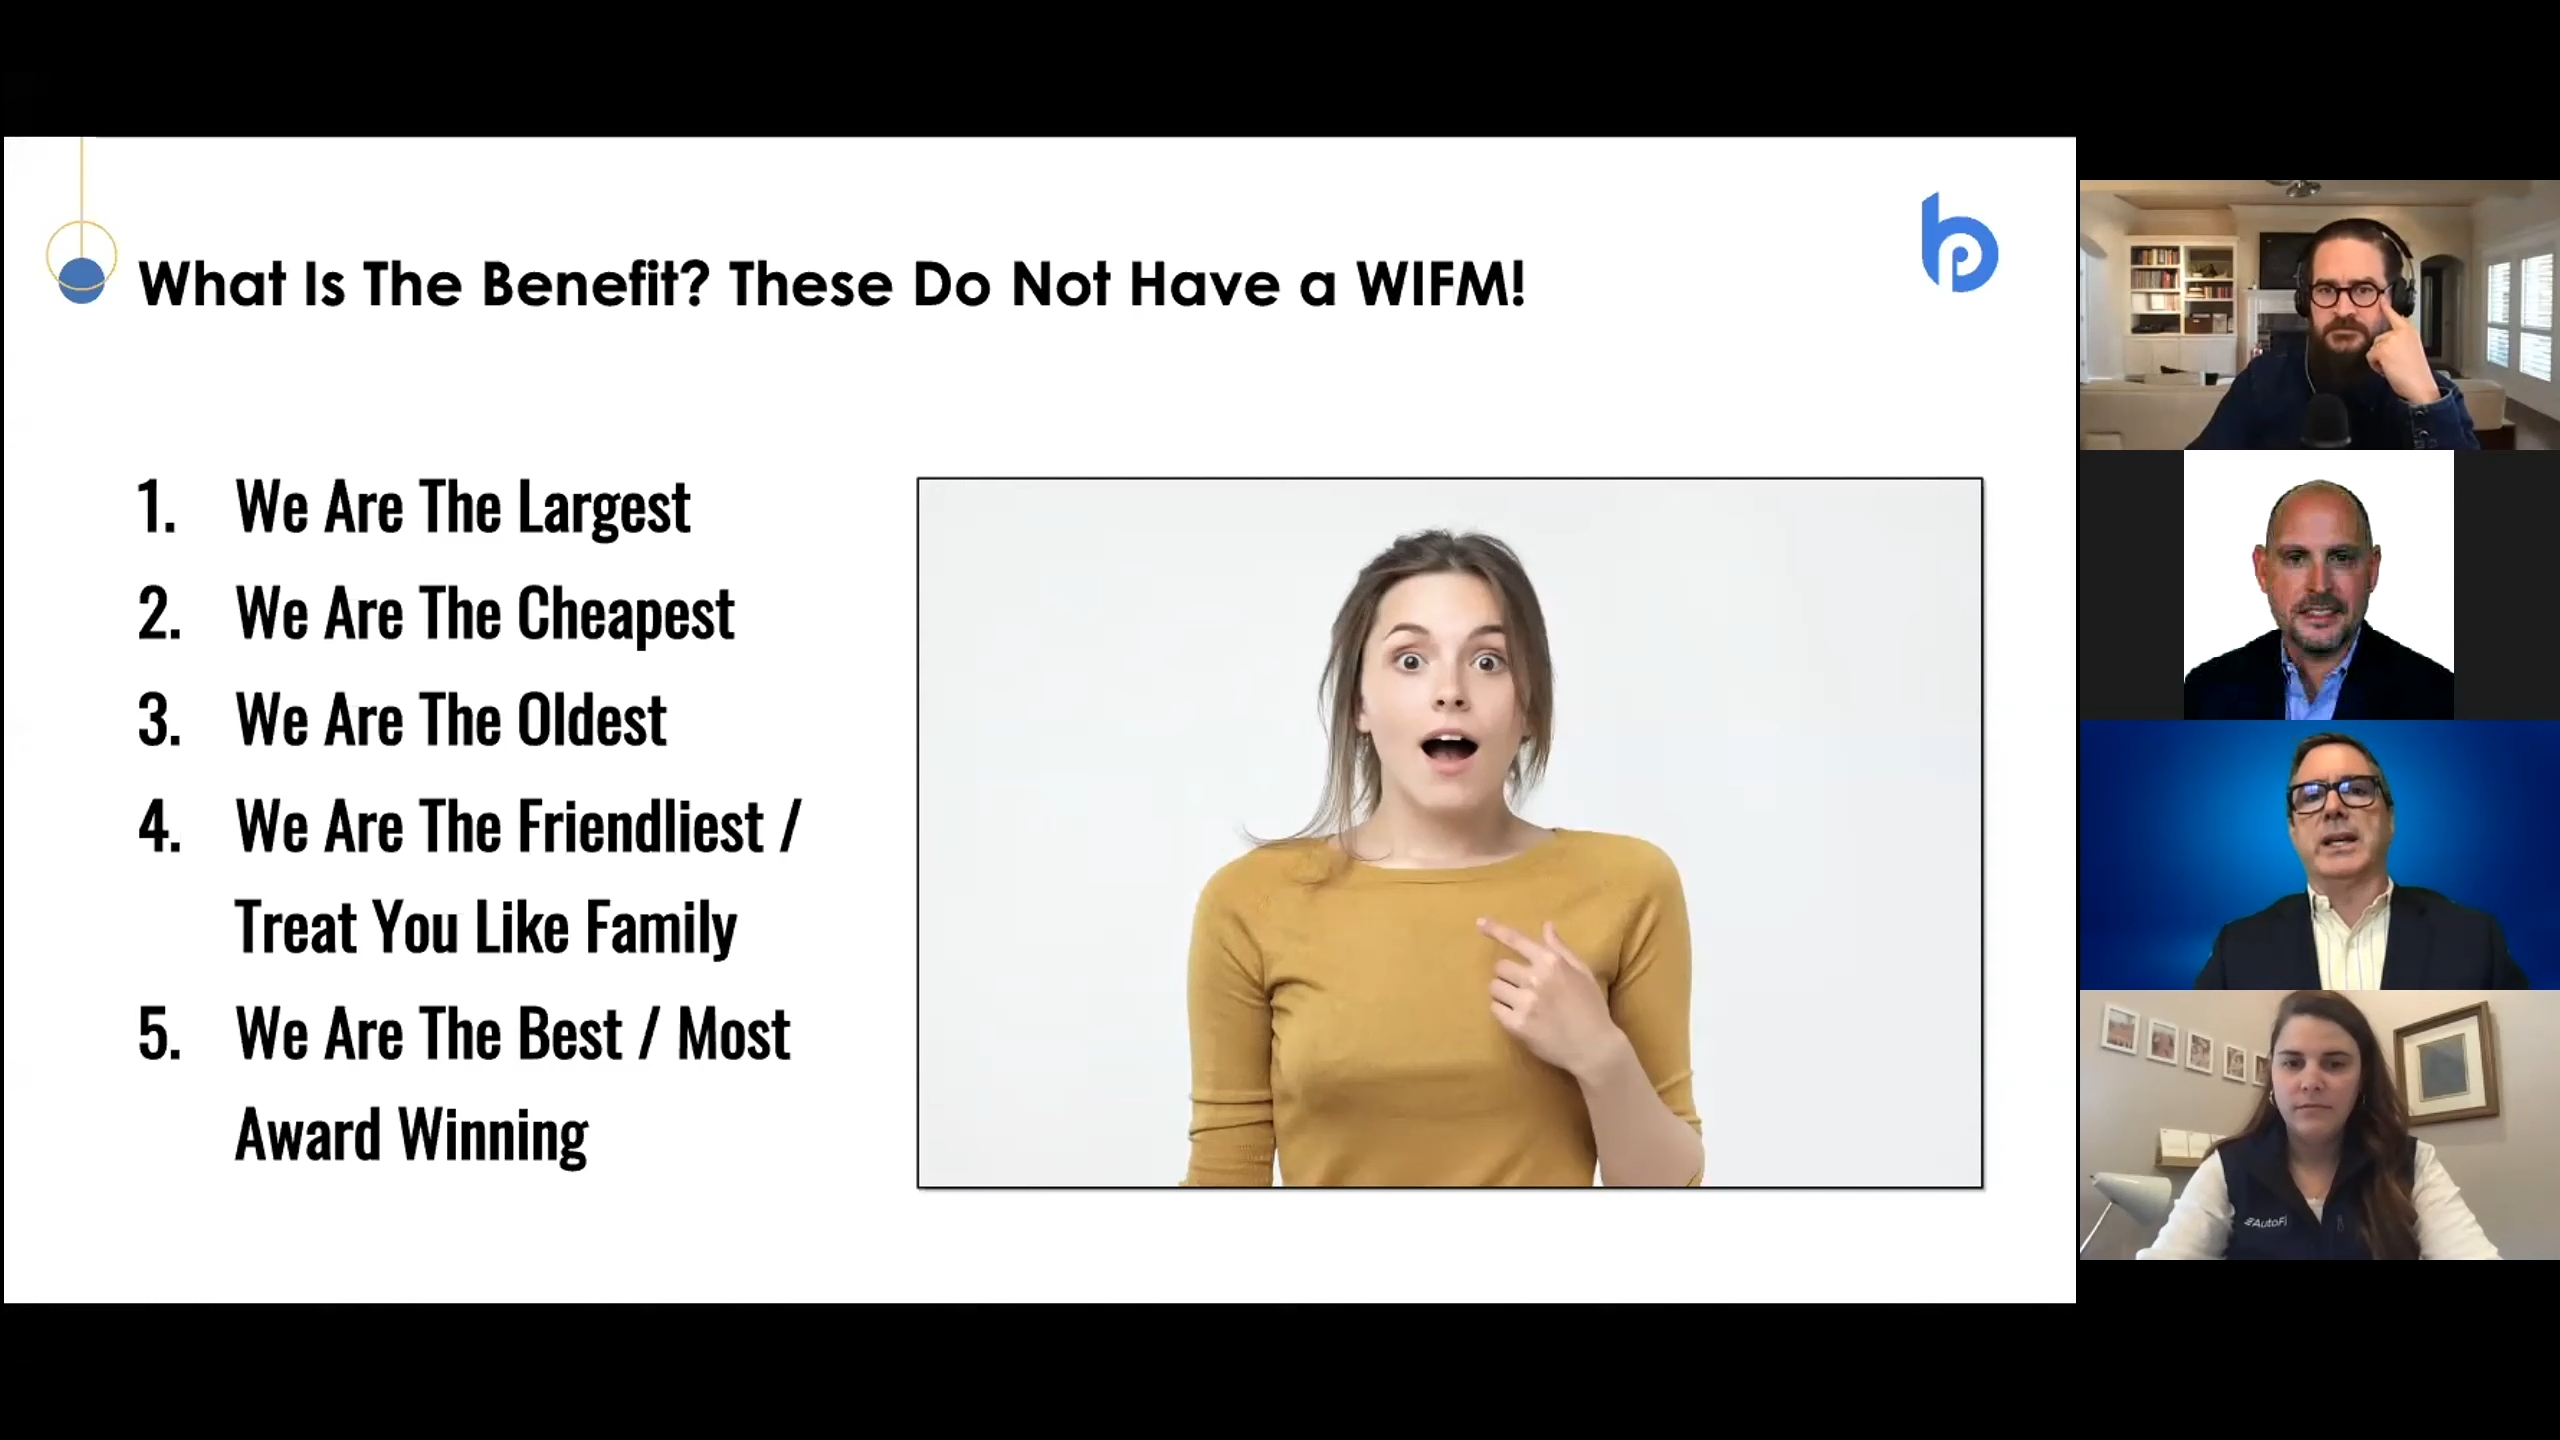 What Is The Benefit? These Do Not Have a WIFM!
1. We Are The Largest
2. We Are The Cheapest
3. We Are The Oldest
4. We Are The Friendliest /
Treat You Like Family
5. We Are The Best / Most
Award Winning
AutoFi